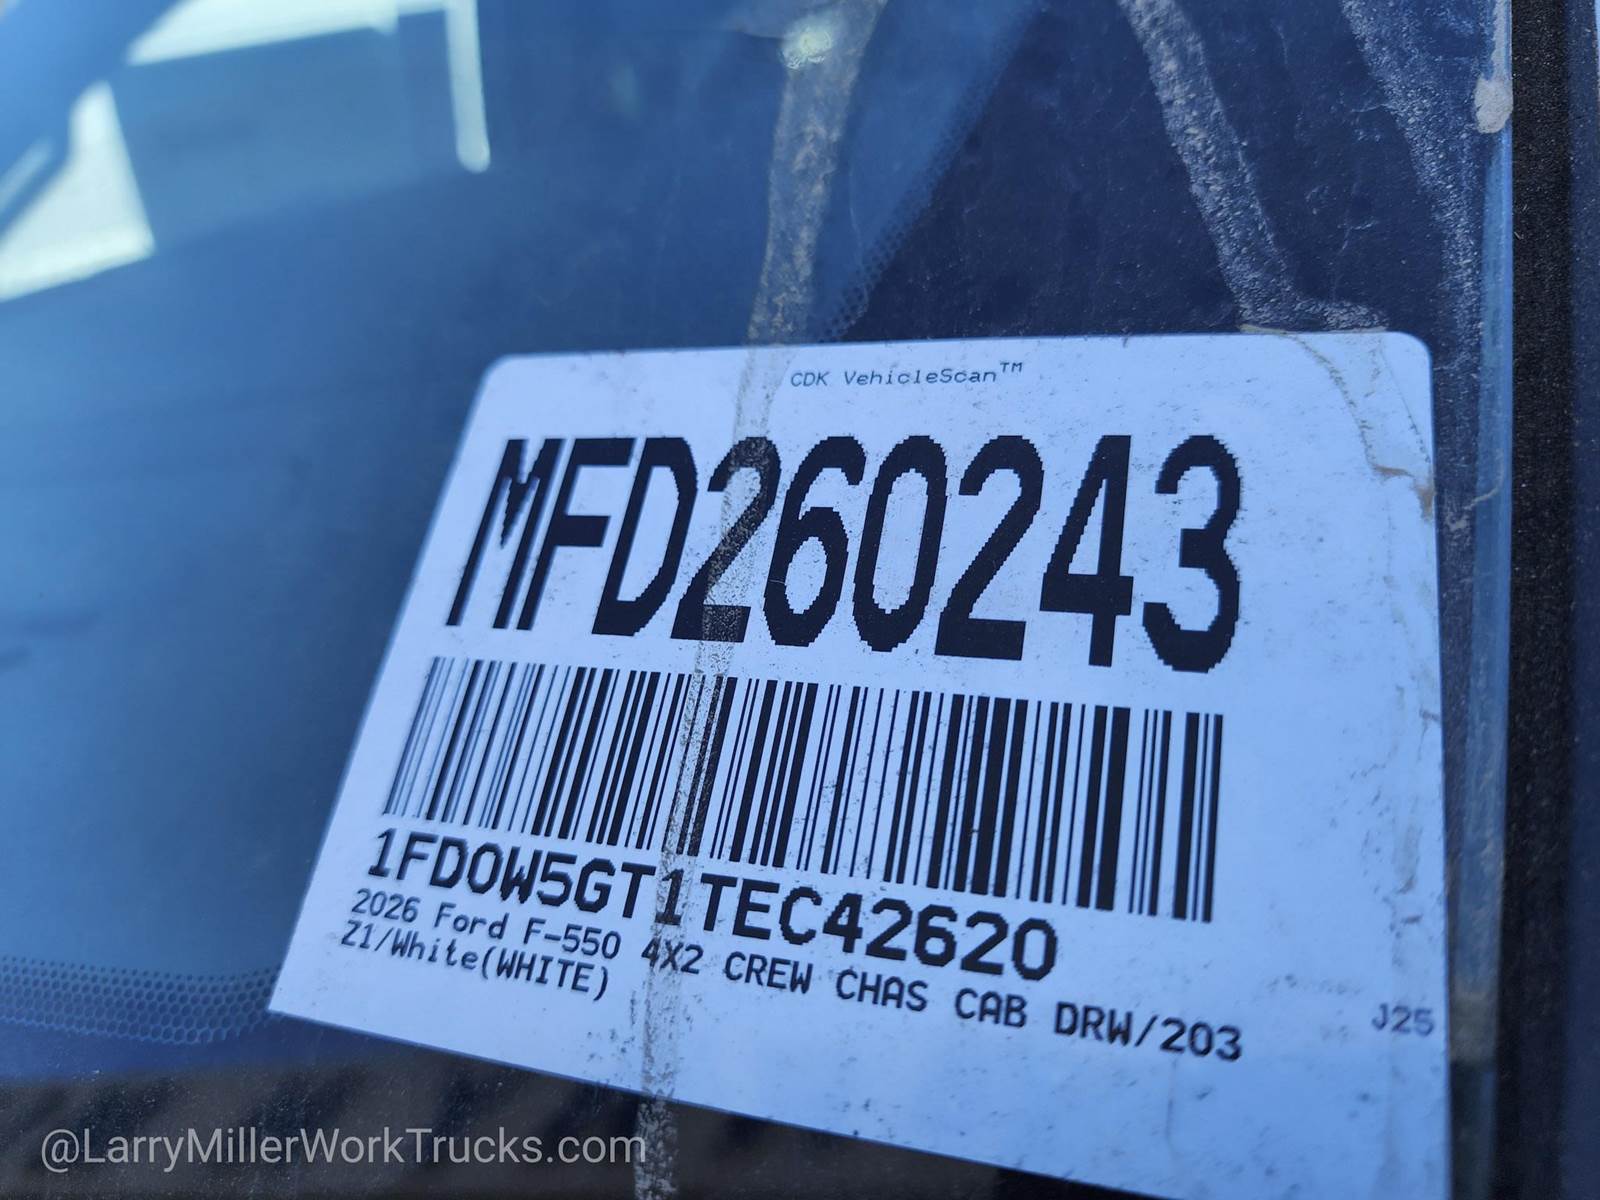 CDK VehicleScan™
MFD260243
1FD0W5GT1TEC42620
2026 Ford F-550 4X2 CREW CHAS CAB DRW/203
Z1/White(WHITE)
J25
@LarryMillerWorkTrucks.com